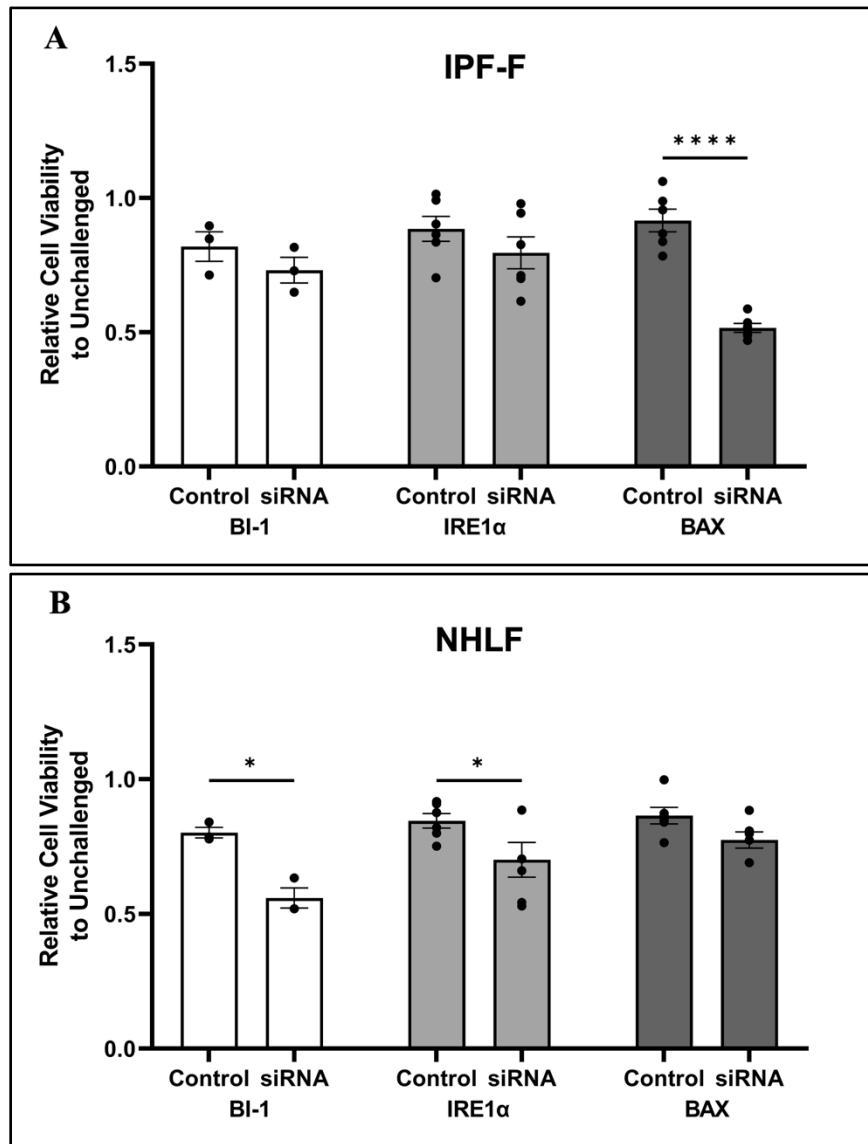 A
IPF-F
Relative Cell Viability
to Unchallenged
1.5
1.0
0.5
0.0
****
Control siRNA Control siRNA Control siRNA
BI-1 IRE1α BAX
B
NHLF
Relative Cell Viability
to Unchallenged
1.5
1.0
0.5
0.0
* *
Control siRNA Control siRNA Control siRNA
BI-1 IRE1α BAX